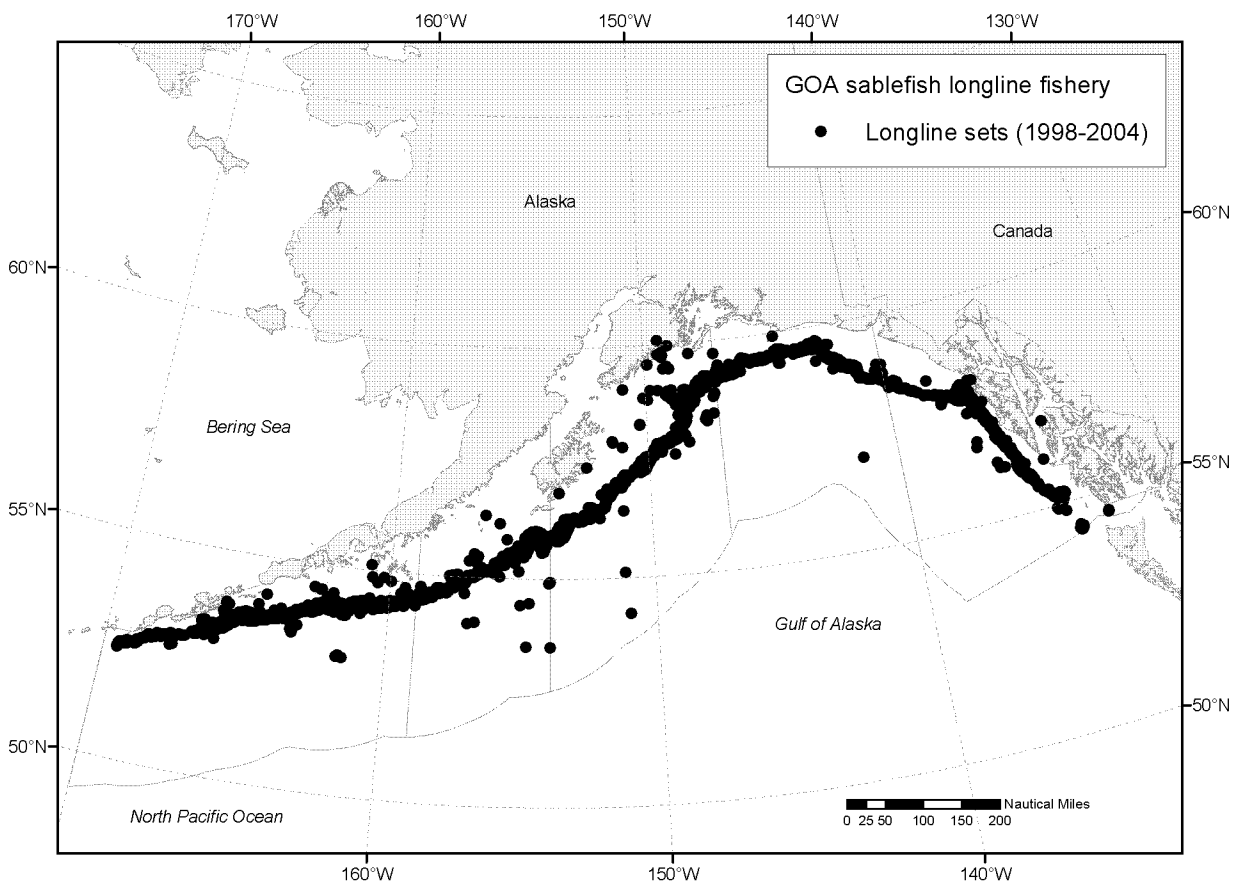 170°W 160°W 150°W 140°W 130°W
GOA sablefish longline fishery
Longline sets (1998-2004)
Alaska
60°N
Canada
60°N
Bering Sea
55°N
55°N
Gulf of Alaska
50°N
50°N
Nautical Miles
0 25 50 100 150 200
North Pacific Ocean
160°W 150°W 140°W